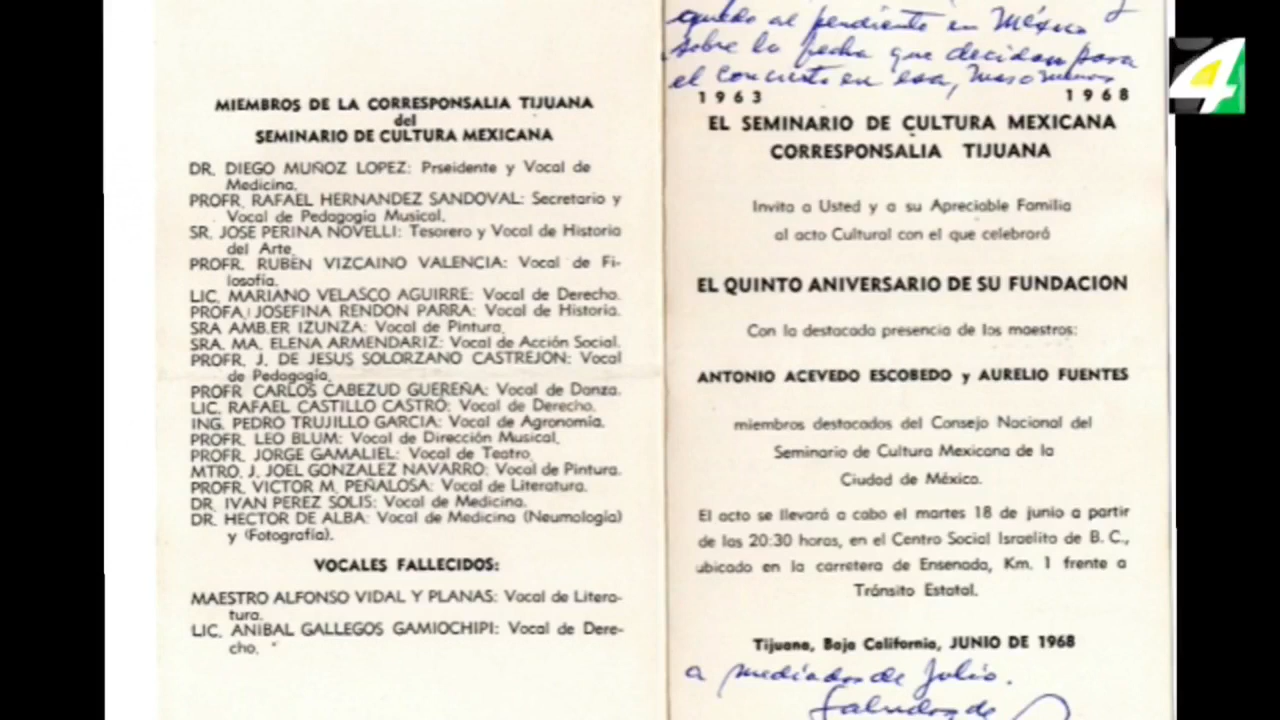 MIEMBROS DE LA CORRESPONSALIA TIJUANA
del
SEMINARIO DE CULTURA MEXICANA
DR. DIEGO MUÑOZ LOPEZ: Prseidente y Vocal de
Medicina.
PROFR. RAFAEL HERNANDEZ SANDOVAL: Secretario y
Vocal de Pedagogía Musical.
SR. JOSE PERINA NOVELLI: Tesorero y Vocal de Historia
del Arte.
PROFR. RUBEN VIZCAINO VALENCIA: Vocal de Fi-
losofía.
LIC. MARIANO VELASCO AGUIRRE: Vocal de Derecho.
PROFA. JOSEFINA RENDON PARRA: Vocal de Historia.
SRA AMB.ER IZUNZA: Vocal de Pintura.
SRA. MA. ELENA ARMENDARIZ: Vocal de Acción Social.
PROFR. J. DE JESUS SOLORZANO CASTREJON: Vocal
de Pedagogía.
PROFR CARLOS CABEZUD GUEREÑA: Vocal de Danza.
LIC. RAFAEL CASTILLO CASTRO: Vocal de Derecho.
ING. PEDRO TRUJILLO GARCIA: Vocal de Agronomía.
PROFR. LEO BLUM: Vocal de Dirección Musical.
PROFR. JORGE GAMALIEL: Vocal de Teatro.
MTRO. J. JOEL GONZALEZ NAVARRO: Vocal de Pintura.
PROFR. VICTOR M. PEÑALOSA: Vocal de Literatura.
DR. IVAN PEREZ SOLIS: Vocal de Medicina.
DR. HECTOR DE ALBA: Vocal de Medicina (Neumología)
y (Fotografía).
VOCALES FALLECIDOS:
MAESTRO ALFONSO VIDAL Y PLANAS: Vocal de Litera-
tura.
LIC. ANIBAL GALLEGOS GAMIOCHIPI: Vocal de Dere-
cho.
quedo al pendiente en México
sobre la fecha que decidan para
el concierto en esa, mas o menos
1963 1968
EL SEMINARIO DE CULTURA MEXICANA
CORRESPONSALIA TIJUANA
Invita a Usted y a su Apreciable Familia
al acto Cultural con el que celebrará
EL QUINTO ANIVERSARIO DE SU FUNDACION
Con la destacada presencia de los maestros:
ANTONIO ACEVEDO ESCOBEDO y AURELIO FUENTES
miembros destacados del Consejo Nacional del
Seminario de Cultura Mexicana de la
Ciudad de México.
El acto se llevará a cabo el martes 18 de junio a partir
de las 20:30 horas, en el Centro Social Israelita de B. C.,
ubicado en la carretera de Ensenada, Km. 1 frente a
Tránsito Estatal.
Tijuana, Baja California, JUNIO DE 1968
a mediados de Julio.
Saludos de
4